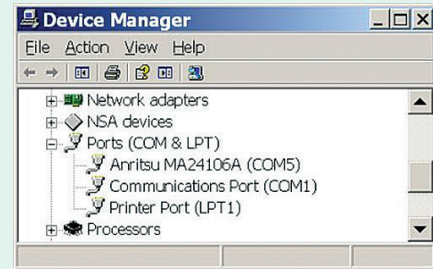 Device Manager
File Action View Help
Network adapters
NSA devices
Ports (COM & LPT)
Anritsu MA24106A (COM5)
Communications Port (COM1)
Printer Port (LPT1)
Processors